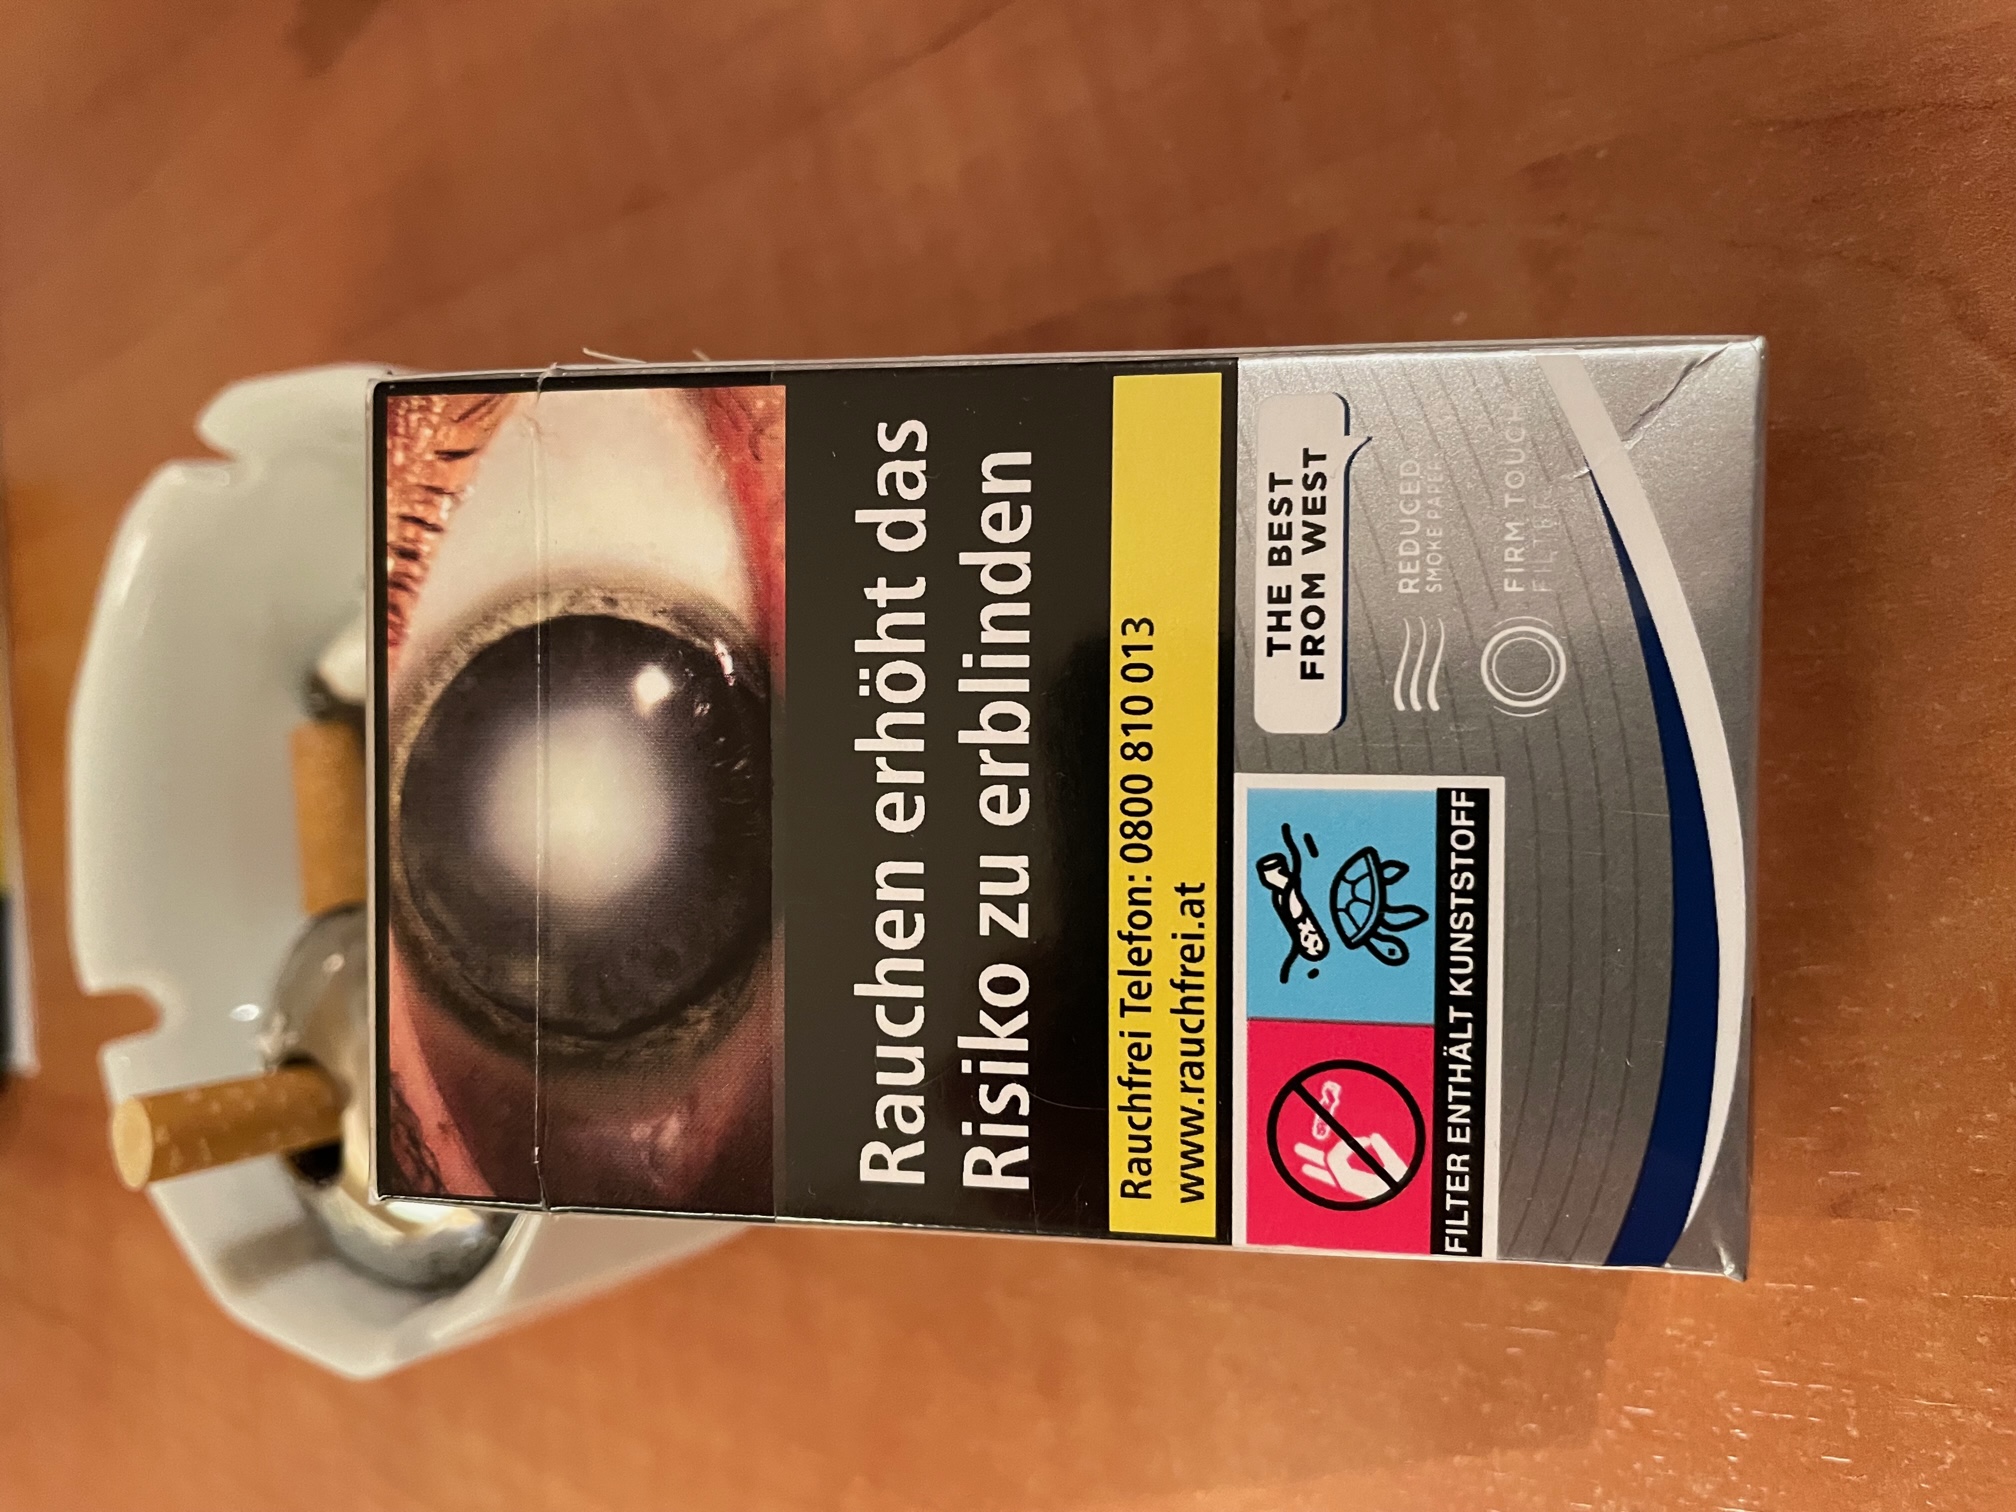 Rauchen erhöht das
Risiko zu erblinden
Rauchfrei Telefon: 0800 810 013
www.rauchfrei.at
FILTER ENTHÄLT KUNSTSTOFF
THE BEST
FROM WEST
REDUCED
SMOKE PAPER
FIRM TOUCH
FILTER